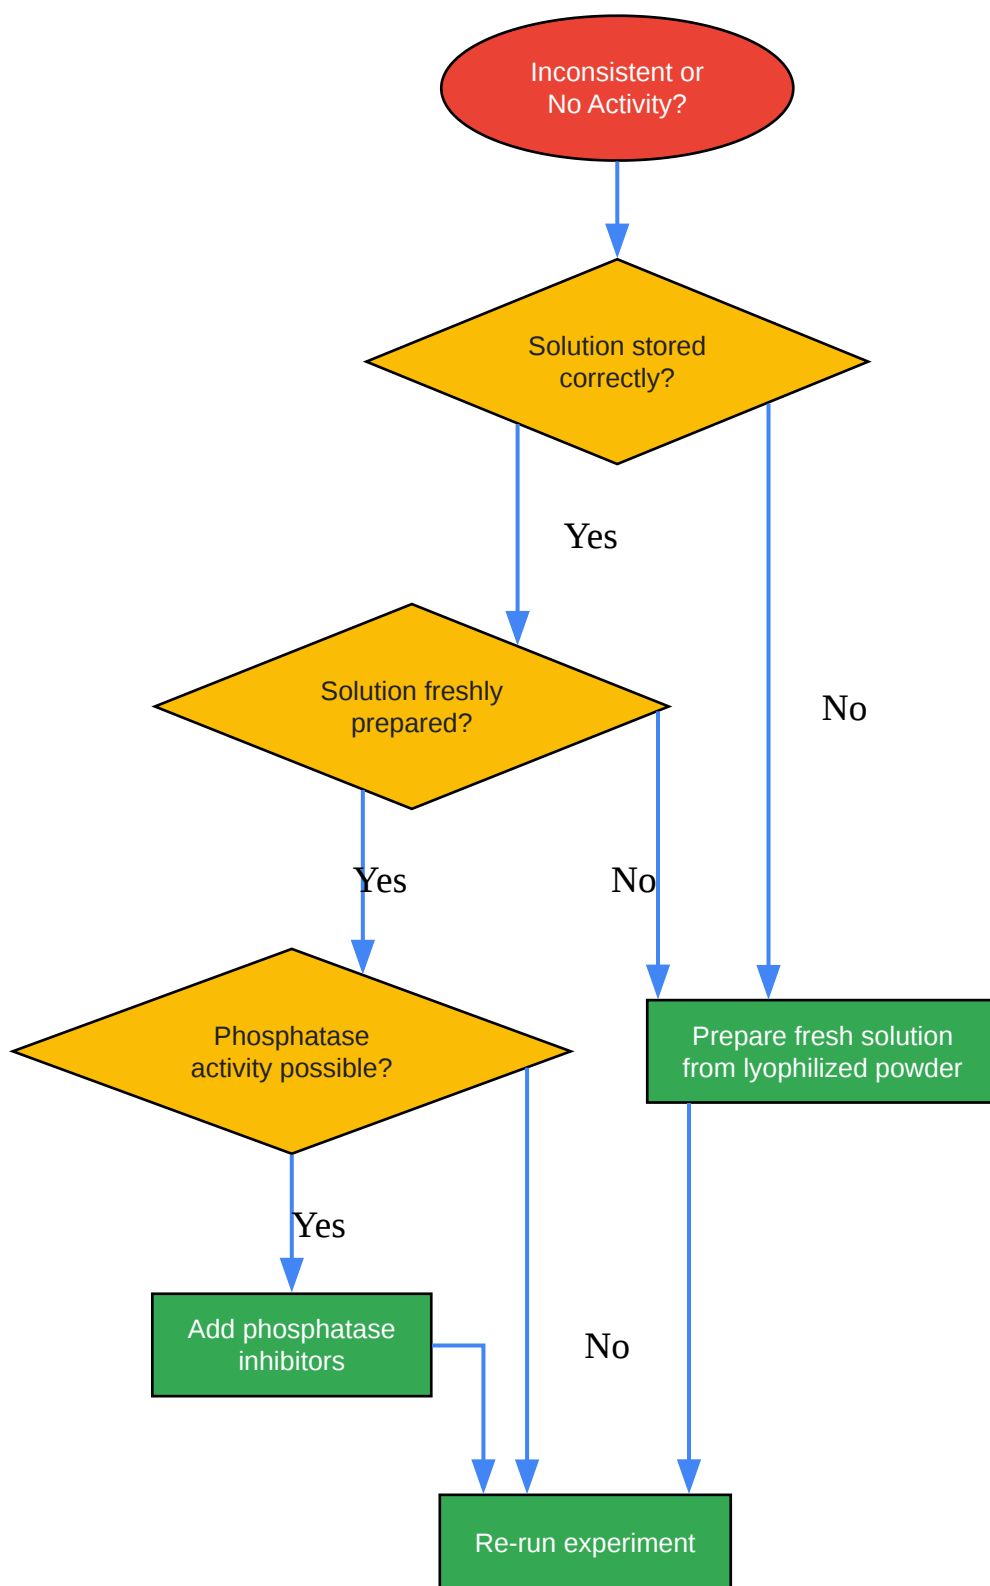 Inconsistent or
No Activity?
Solution stored
correctly?
Yes
No
Solution freshly
prepared?
Yes
No
Phosphatase
activity possible?
Prepare fresh solution
from lyophilized powder
Yes
Add phosphatase
inhibitors
No
Re-run experiment